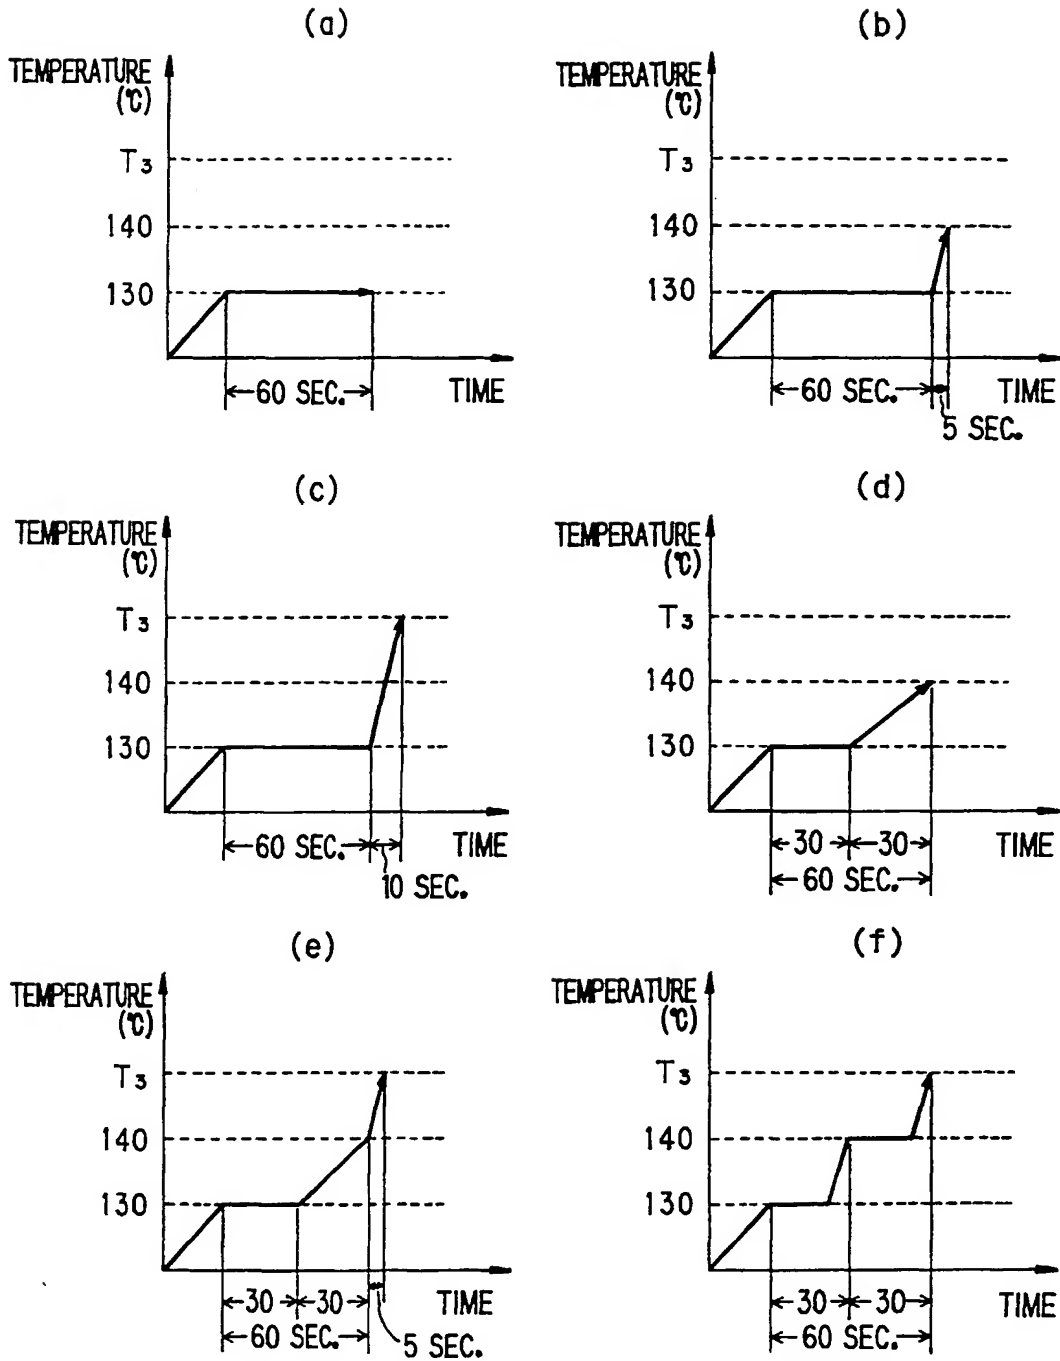 (a)
TEMPERATURE
(℃)
T3
140
130
60 SEC.
TIME
(b)
TEMPERATURE
(℃)
T3
140
130
60 SEC.
TIME
5 SEC.
(c)
TEMPERATURE
(℃)
T3
140
130
60 SEC.
TIME
10 SEC.
(d)
TEMPERATURE
(℃)
T3
140
130
30 30
TIME
60 SEC.
(e)
TEMPERATURE
(℃)
T3
140
130
30 30
TIME
60 SEC.
5 SEC.
(f)
TEMPERATURE
(℃)
T3
140
130
30 30
TIME
60 SEC.